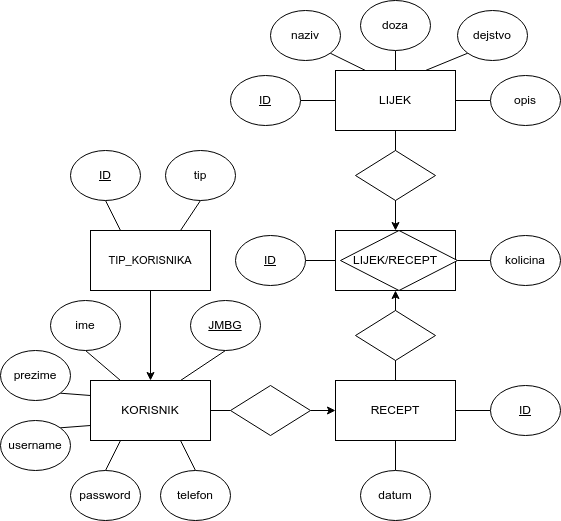 doza
naziv
dejstvo
ID
LIJEK
opis
ID
tip
TIP_KORISNIKA
ID
LIJEK/RECEPT
kolicina
ime
JMBG
prezime
KORISNIK
RECEPT
ID
username
password
telefon
datum